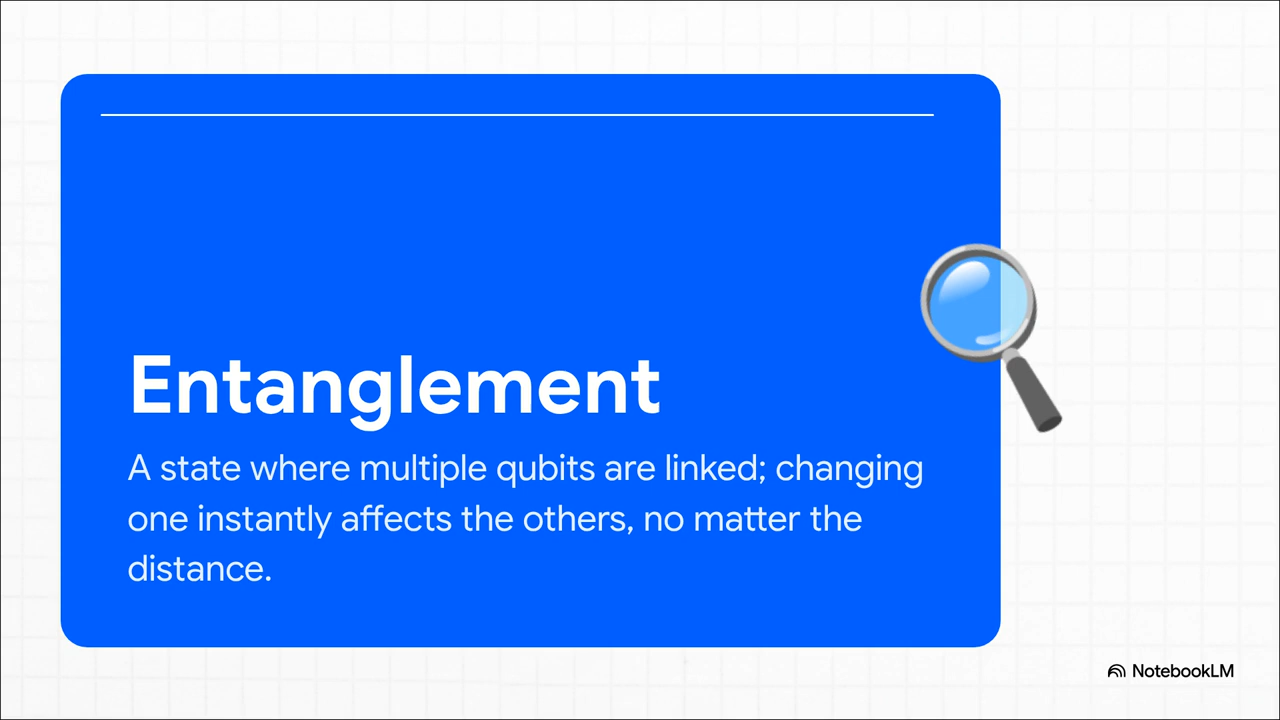 Entanglement
A state where multiple qubits are linked; changing
one instantly affects the others, no matter the
distance.
NotebookLM